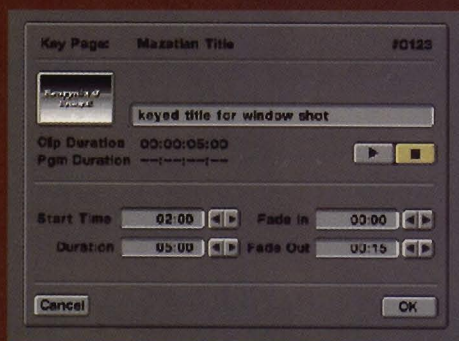 Key Page: Mazatlan Title #0123
keyed title for window shot
Clip Duration 00:00:05:00
Pgm Duration --:--:--:--
Start Time 02:00 Fade In 00:00
Duration 05:00 Fade Out 00:15
Cancel OK